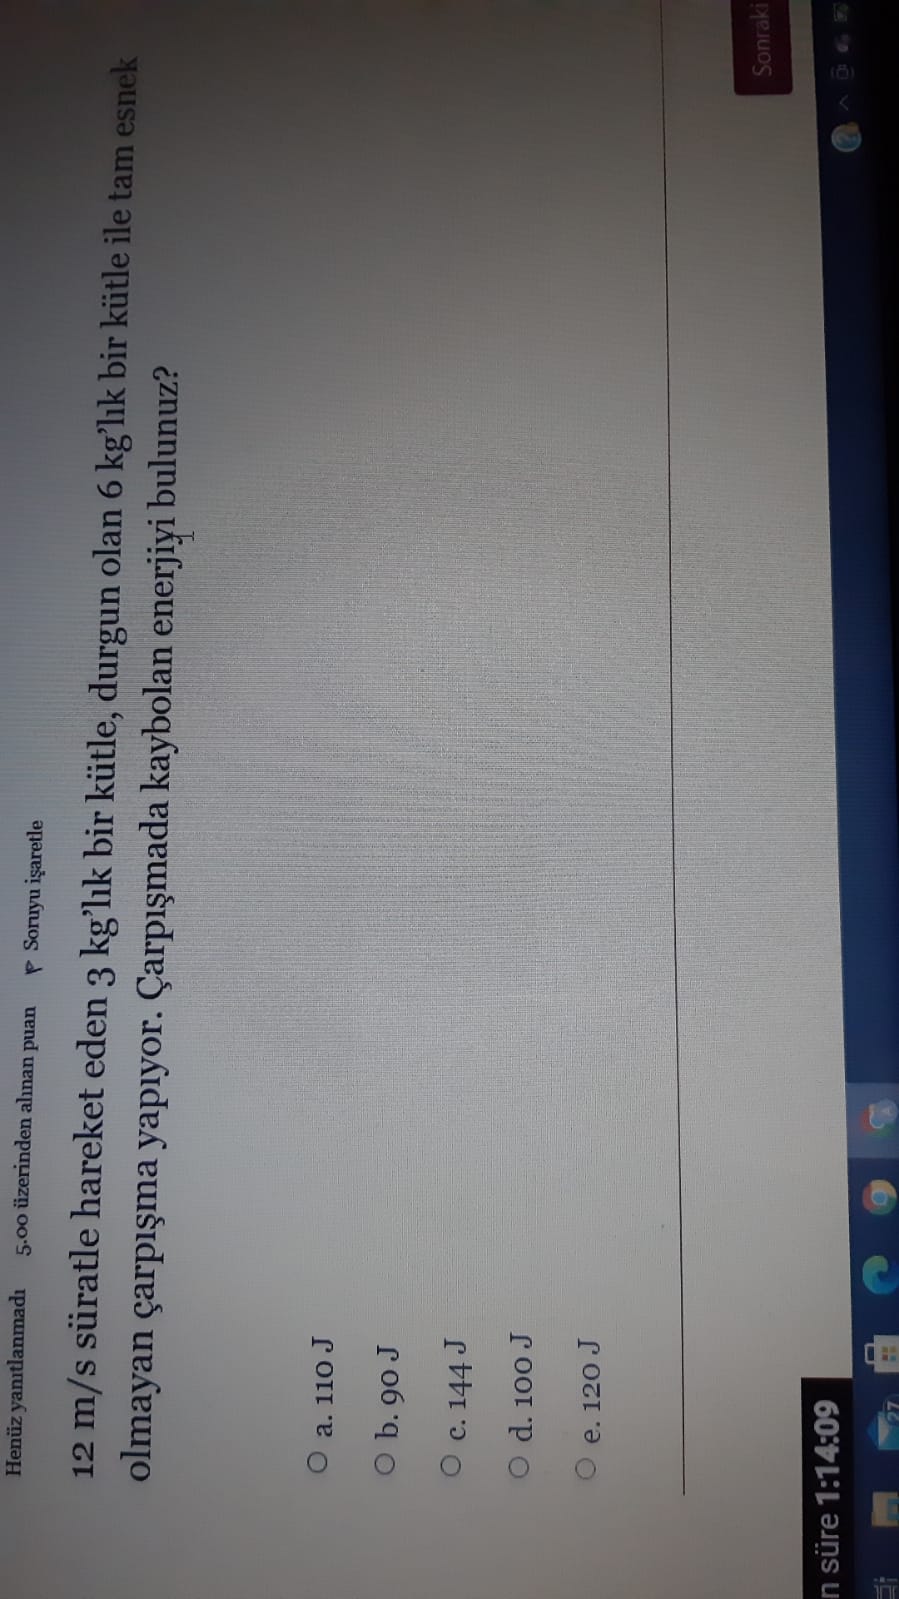 Henüz yanıtlanmadı 5.00 üzerinden alınan puan Soruyu işaretle
12 m/s süratle hareket eden 3 kg'lık bir kütle, durgun olan 6 kg'lık bir kütle ile tam esnek
olmayan çarpışma yapıyor. Çarpışmada kaybolan enerjiyi bulunuz?
a. 110 J
b. 90 J
c. 144 J
d. 100 J
e. 120 J
Sonraki
n süre 1:14:09
27